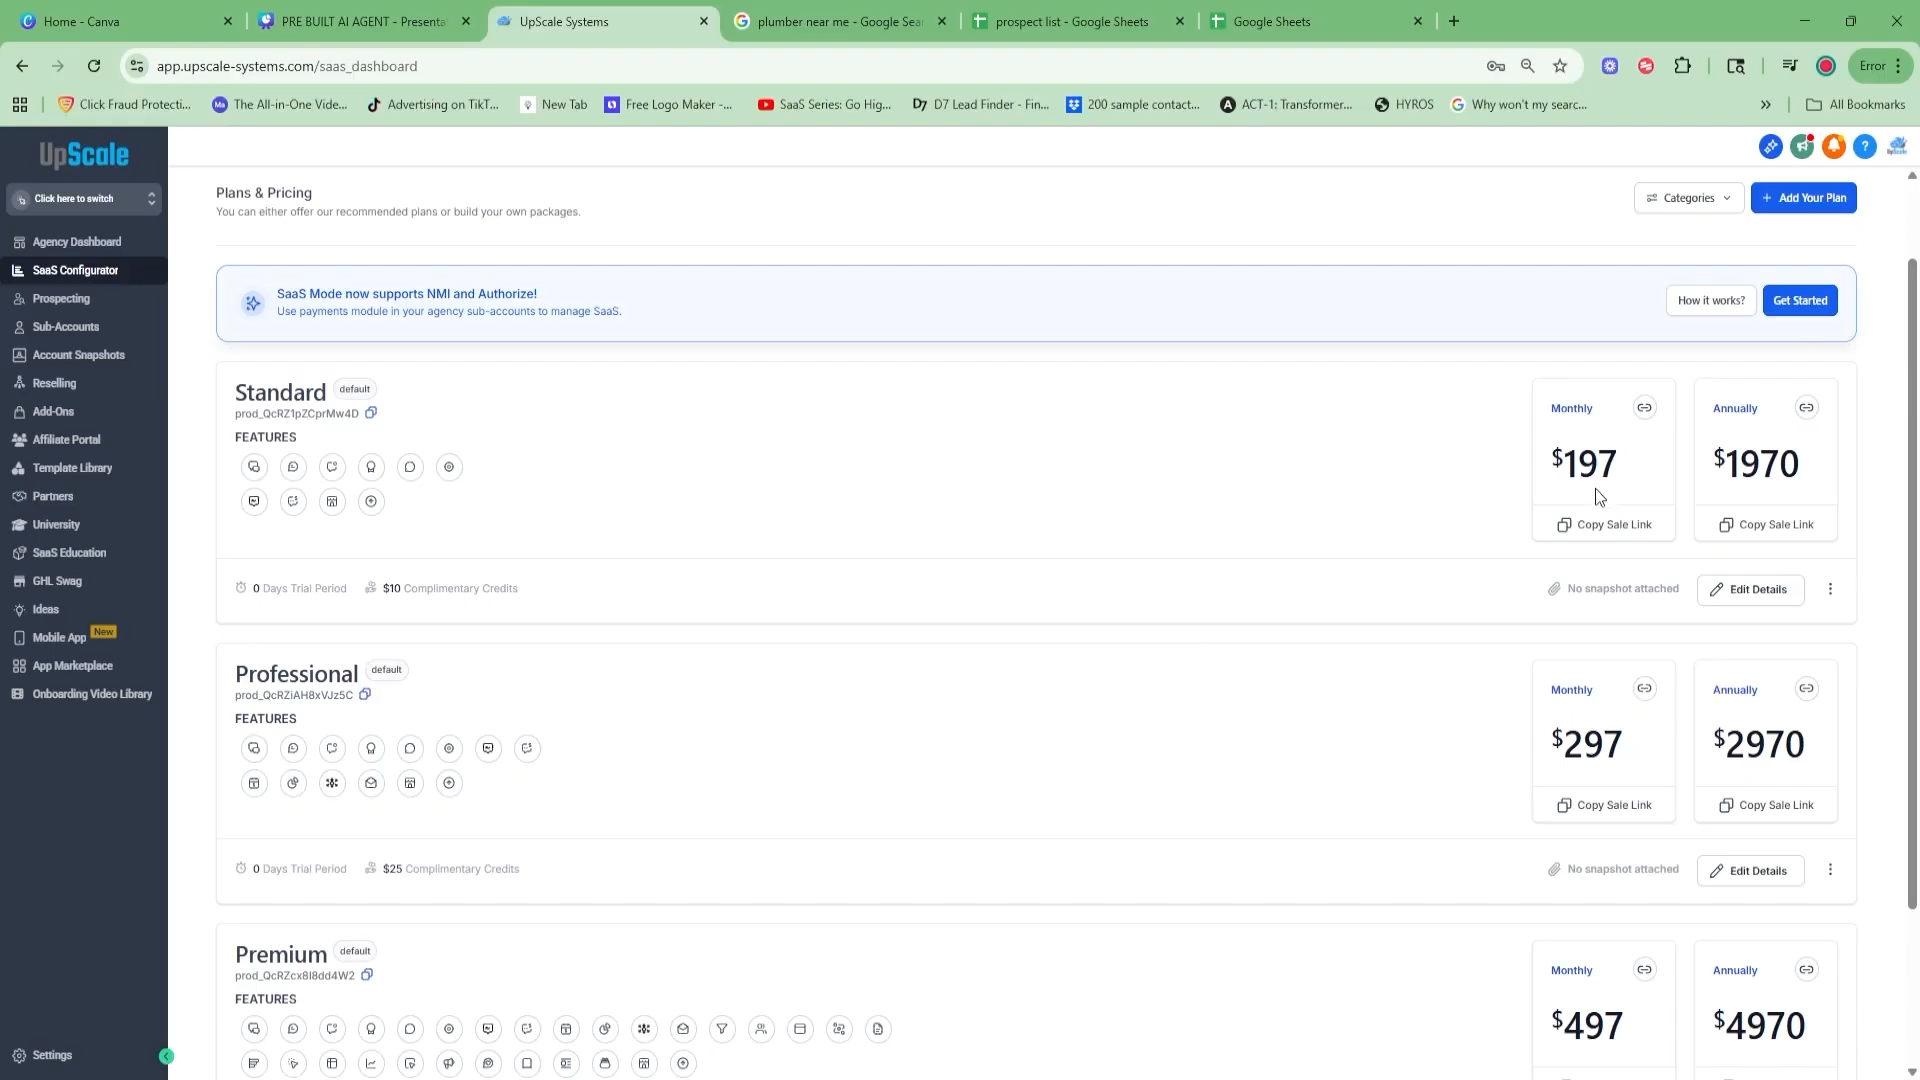 Home - Canva
PRE BUILT AI AGENT - Presenta
UpScale Systems
plumber near me - Google Sea
prospect list - Google Sheets
Google Sheets
app.upscale-systems.com/saas_dashboard
Error
Click Fraud Protecti...
The All-in-One Vide...
Advertising on TikT...
New Tab
Free Logo Maker -...
SaaS Series: Go Hig...
D7 Lead Finder - Fin...
200 sample contact...
ACT-1: Transformer...
HYROS
Why won't my searc...
All Bookmarks
UpScale
Click here to switch
Agency Dashboard
SaaS Configurator
Prospecting
Sub-Accounts
Account Snapshots
Reselling
Add-Ons
Affiliate Portal
Template Library
Partners
University
SaaS Education
GHL Swag
Ideas
Mobile App New
App Marketplace
Onboarding Video Library
Settings
Plans & Pricing
You can either offer our recommended plans or build your own packages.
Categories
+ Add Your Plan
SaaS Mode now supports NMI and Authorize!
Use payments module in your agency sub-accounts to manage SaaS.
How it works?
Get Started
Standard default
prod_QcRZ1pZCprMw4D
FEATURES
Monthly
$197
Copy Sale Link
Annually
$1970
Copy Sale Link
0 Days Trial Period
$10 Complimentary Credits
No snapshot attached
Edit Details
Professional default
prod_QcRZiAH8xVJz5C
FEATURES
Monthly
$297
Copy Sale Link
Annually
$2970
Copy Sale Link
0 Days Trial Period
$25 Complimentary Credits
No snapshot attached
Edit Details
Premium default
prod_QcRZcx8I8dd4W2
FEATURES
Monthly
$497
Annually
$4970